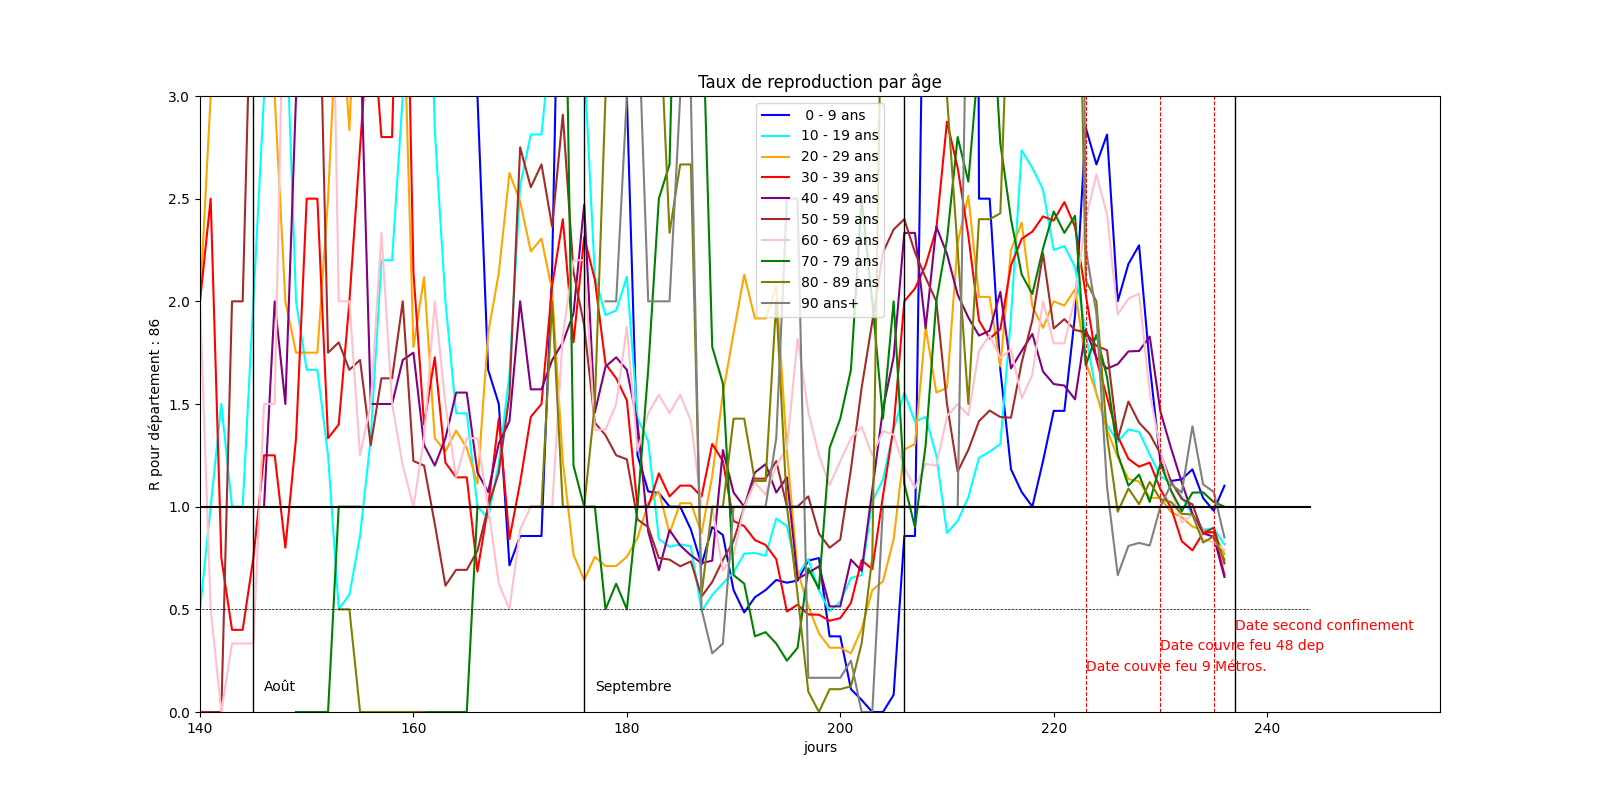 Taux de reproduction par âge
R pour département : 86
3.0
2.5
2.0
1.5
1.0
0.5
0.0
0 - 9 ans
10 - 19 ans
20 - 29 ans
30 - 39 ans
40 - 49 ans
50 - 59 ans
60 - 69 ans
70 - 79 ans
80 - 89 ans
90 ans+
Date second confinement
Date couvre feu 48 dep
Date couvre feu 9 Métros.
Août
Septembre
140 160 180 200 220 240
jours